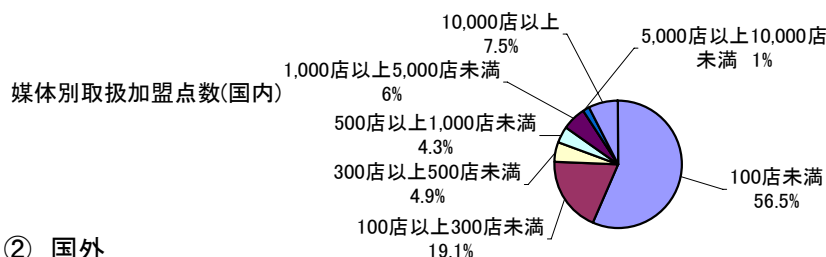 10,000店以上
7.5%
5,000店以上10,000店
未満 1%
1,000店以上5,000店未満
6%
媒体別取扱加盟点数(国内)
500店以上1,000店未満
4.3%
300店以上500店未満
4.9%
100店未満
56.5%
100店以上300店未満
19.1%
② 国外